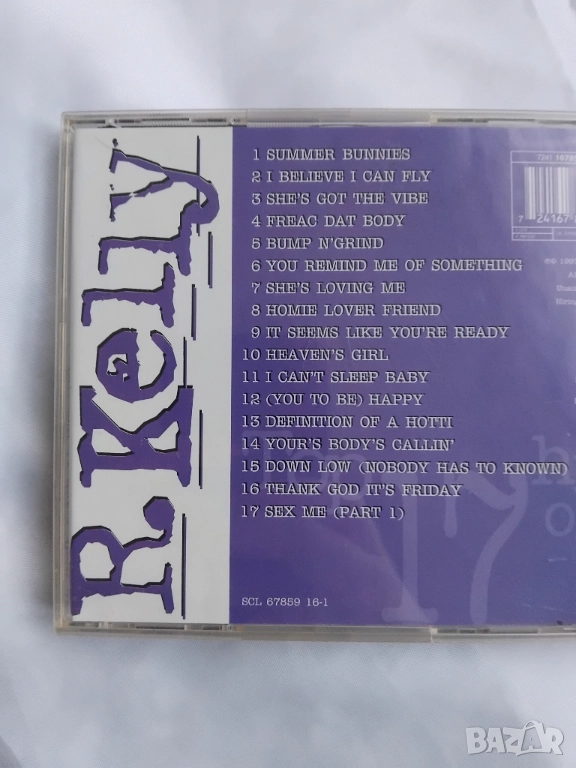 R. Kelly
1 SUMMER BUNNIES
2 I BELIEVE I CAN FLY
3 SHE'S GOT THE VIBE
4 FREAC DAT BODY
5 BUMP N'GRIND
6 YOU REMIND ME OF SOMETHING
7 SHE'S LOVING ME
8 HOMIE LOVER FRIEND
9 IT SEEMS LIKE YOU'RE READY
10 HEAVEN'S GIRL
11 I CAN'T SLEEP BABY
12 (YOU TO BE) HAPPY
13 DEFINITION OF A HOTTI
14 YOUR'S BODY'S CALLIN'
15 DOWN LOW (NOBODY HAS TO KNOWN)
16 THANK GOD IT'S FRIDAY
17 SEX ME (PART 1)
SCL 67859 16-1
17
BAZAR